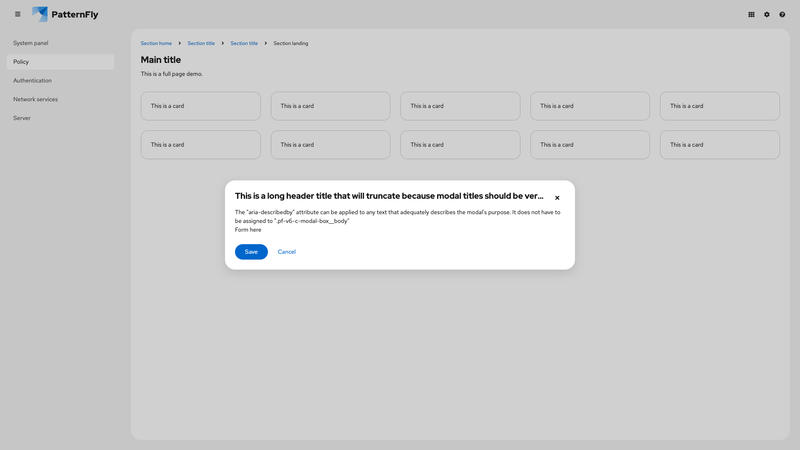 PatternFly
System panel
Policy
Authentication
Network services
Server
Section home Section title Section title Section landing
Main title
This is a full page demo.
This is a card This is a card This is a card This is a card This is a card
This is a card This is a card This is a card This is a card This is a card
This is a long header title that will truncate because modal titles should be ver...
The "aria-describedby" attribute can be applied to any text that adequately describes the modal's purpose. It does not have to
be assigned to ".pf-v6-c-modal-box__body"
Form here
Save Cancel